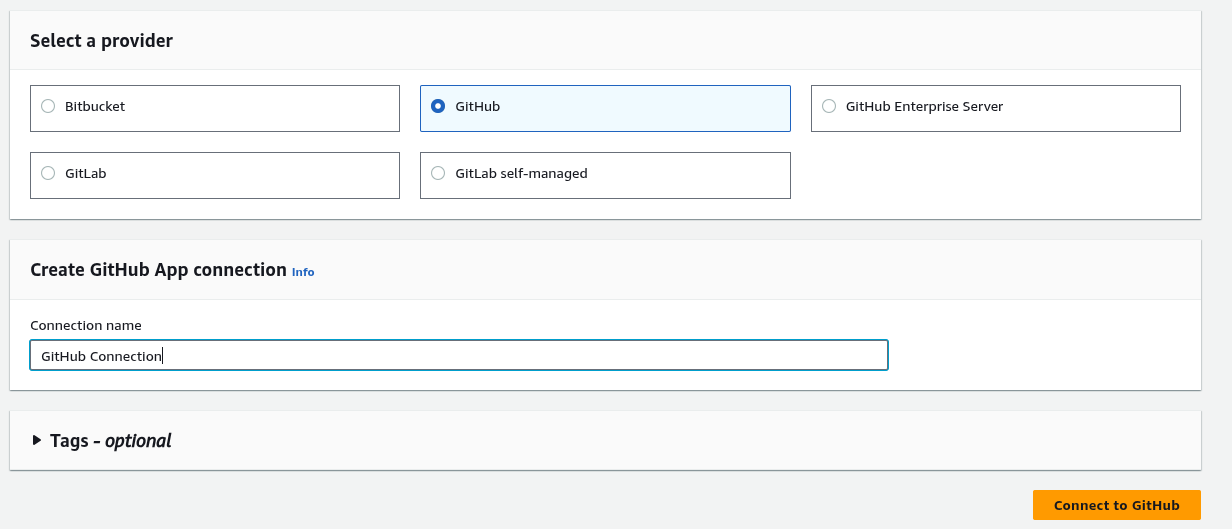 Select a provider
Bitbucket
GitHub
GitHub Enterprise Server
GitLab
GitLab self-managed
Create GitHub App connection Info
Connection name
GitHub Connection
Tags - optional
Connect to GitHub